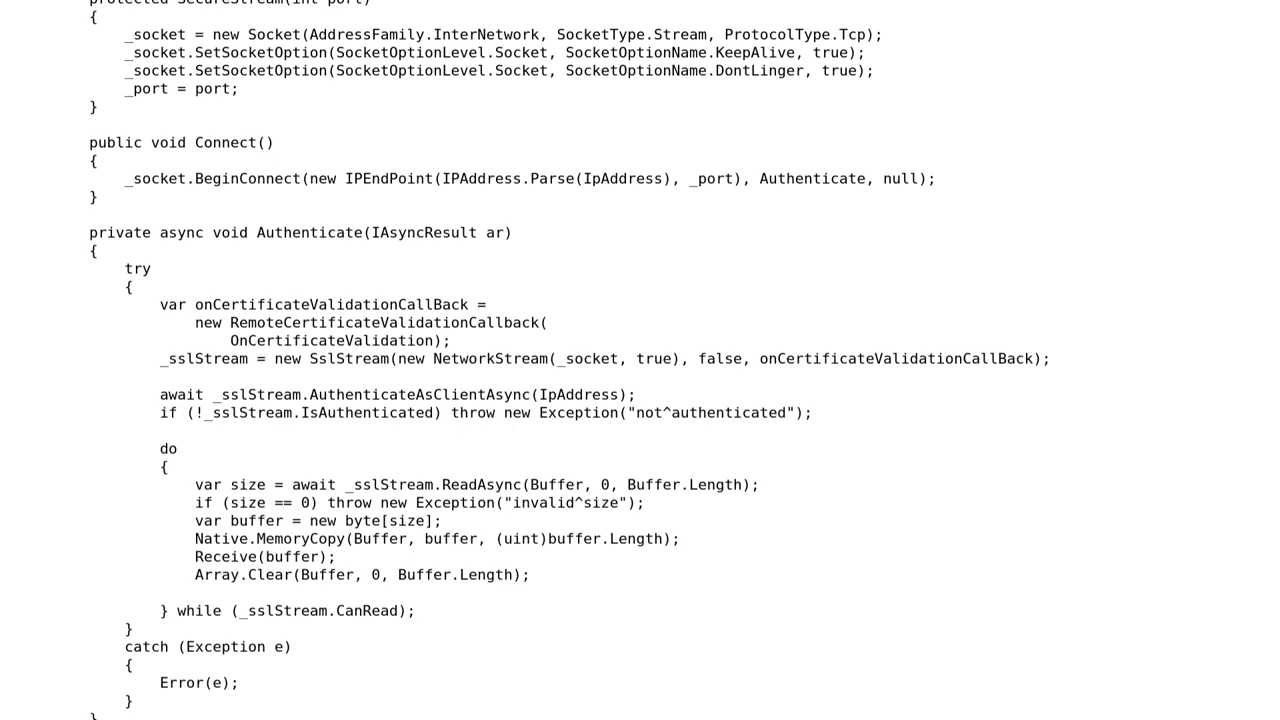 protected SecureStream(int port)
{
    _socket = new Socket(AddressFamily.InterNetwork, SocketType.Stream, ProtocolType.Tcp);
    _socket.SetSocketOption(SocketOptionLevel.Socket, SocketOptionName.KeepAlive, true);
    _socket.SetSocketOption(SocketOptionLevel.Socket, SocketOptionName.DontLinger, true);
    _port = port;
}

public void Connect()
{
    _socket.BeginConnect(new IPEndPoint(IPAddress.Parse(IpAddress), _port), Authenticate, null);
}

private async void Authenticate(IAsyncResult ar)
{
    try
    {
        var onCertificateValidationCallBack =
            new RemoteCertificateValidationCallback(
                OnCertificateValidation);
        _sslStream = new SslStream(new NetworkStream(_socket, true), false, onCertificateValidationCallBack);

        await _sslStream.AuthenticateAsClientAsync(IpAddress);
        if (!_sslStream.IsAuthenticated) throw new Exception("not^authenticated");

        do
        {
            var size = await _sslStream.ReadAsync(Buffer, 0, Buffer.Length);
            if (size == 0) throw new Exception("invalid^size");
            var buffer = new byte[size];
            Native.MemoryCopy(Buffer, buffer, (uint)buffer.Length);
            Receive(buffer);
            Array.Clear(Buffer, 0, Buffer.Length);

        } while (_sslStream.CanRead);
    }
    catch (Exception e)
    {
        Error(e);
    }
}